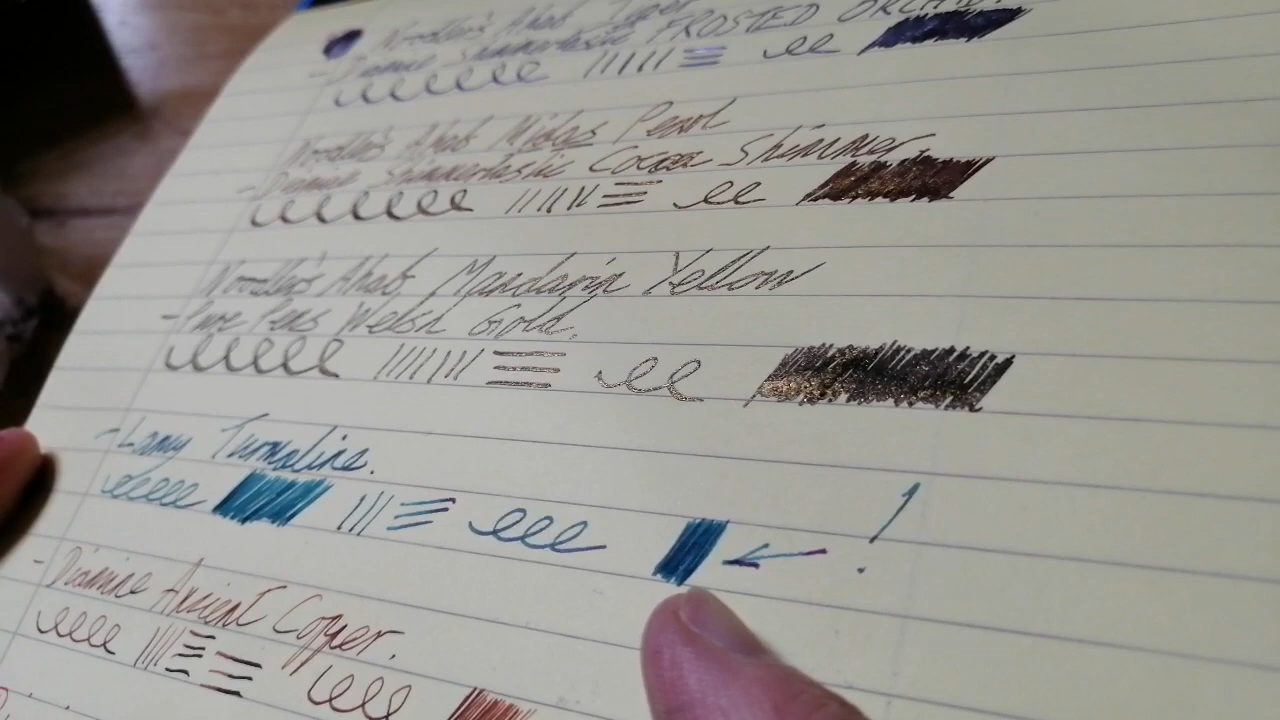 Noodler's Ahab
- Diamine Shimmertastic FROSTED ORCHID.
Noodler's Ahab Midas Pearl
- Diamine Shimmertastic Cocoa Shimmer.
Noodler's Ahab Mandarin Yellow
- Pure Pens Welsh Gold.
- Lamy Turmaline.
!
- Diamine Ancient Copper.